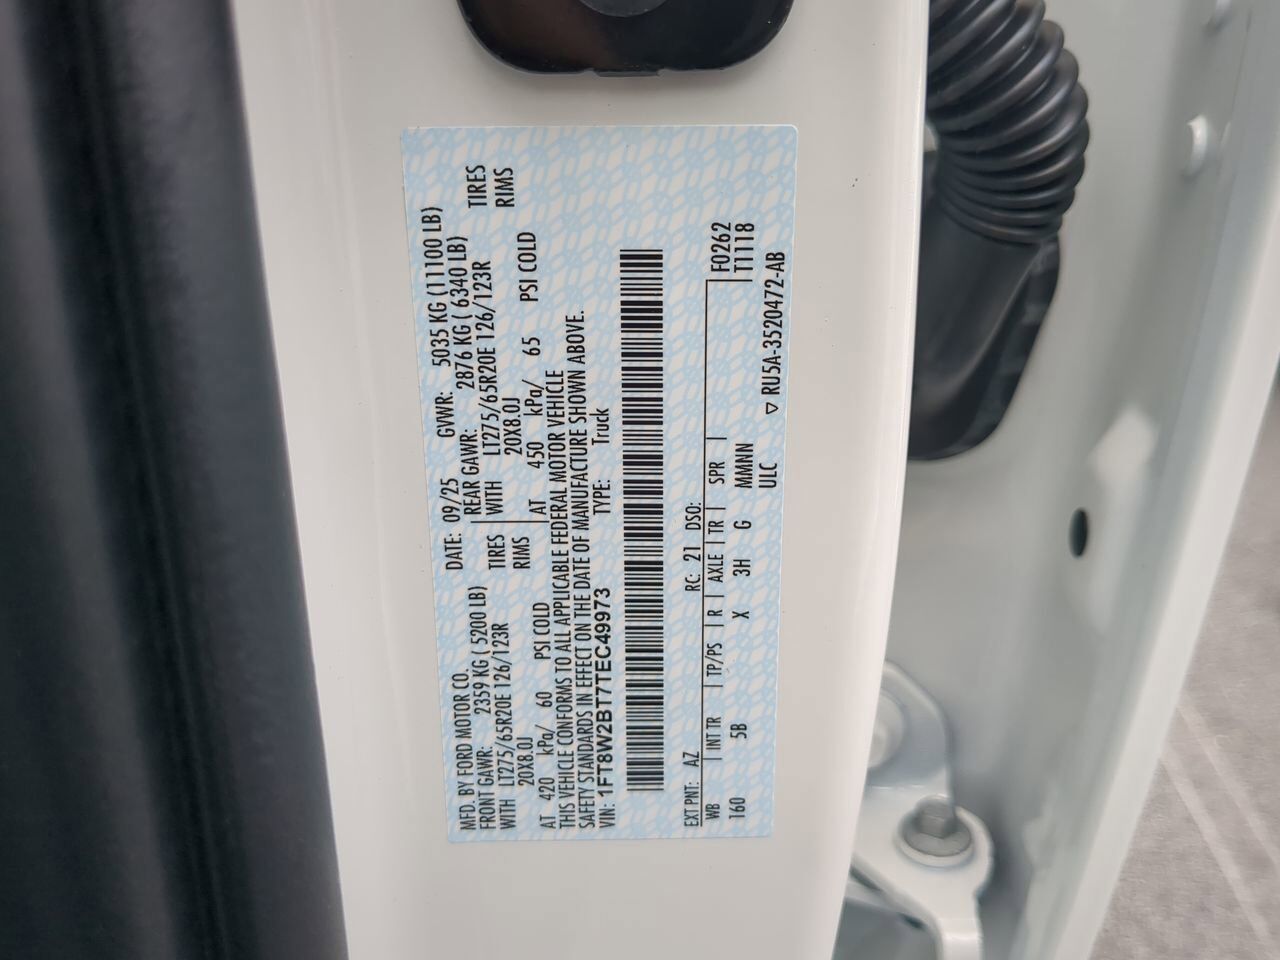 MFD. BY FORD MOTOR CO. DATE: 09/25 GVWR: 5035 KG (11100 LB)
FRONT GAWR: 2359 KG ( 5200 LB) REAR GAWR: 2876 KG ( 6340 LB)
WITH LT275/65R20E 126/123R TIRES WITH LT275/65R20E 126/123R TIRES
20X8.0J RIMS 20X8.0J RIMS
AT 420 kPa/ 60 PSI COLD AT 450 kPa/ 65 PSI COLD
THIS VEHICLE CONFORMS TO ALL APPLICABLE FEDERAL MOTOR VEHICLE
SAFETY STANDARDS IN EFFECT ON THE DATE OF MANUFACTURE SHOWN ABOVE.
VIN: 1FT8W2BT7TEC49973 TYPE: Truck
EXT PNT: AZ RC: 21 DSO:
WB INT TR TP/PS R AXLE TR SPR F0262
160 5B X 3H G MMNN T1118
ULC
▽ RU5A-3520472-AB